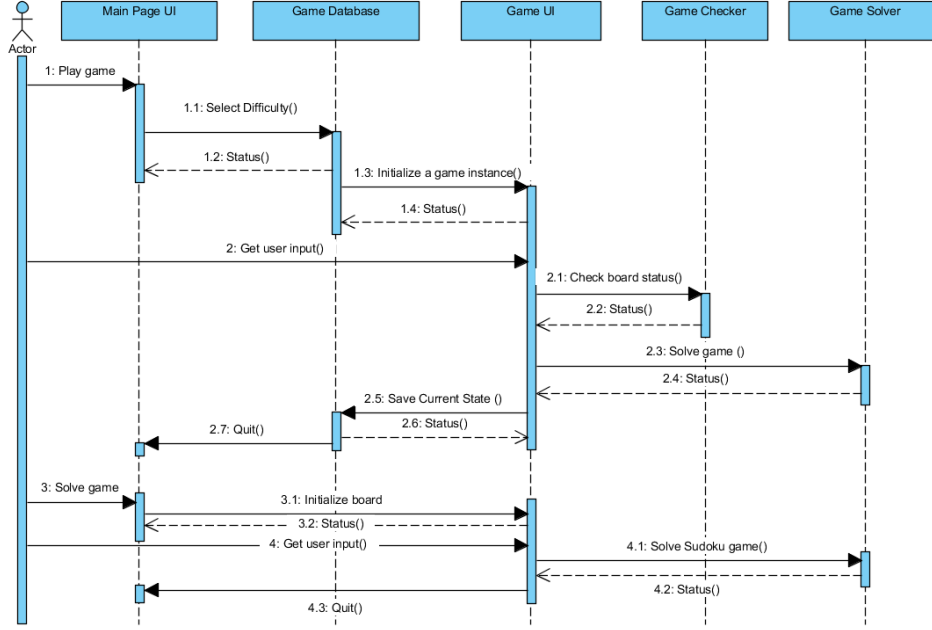 Main Page UI
Game Database
Game UI
Game Checker
Game Solver
Actor
1: Play game
1.1: Select Difficulty()
1.2: Status()
1.3: Initialize a game instance()
1.4: Status()
2: Get user input()
2.1: Check board status()
2.2: Status()
2.3: Solve game ()
2.4: Status()
2.5: Save Current State ()
2.6: Status()
2.7: Quit()
3: Solve game
3.1: Initialize board
3.2: Status()
4: Get user input()
4.1: Solve Sudoku game()
4.2: Status()
4.3: Quit()